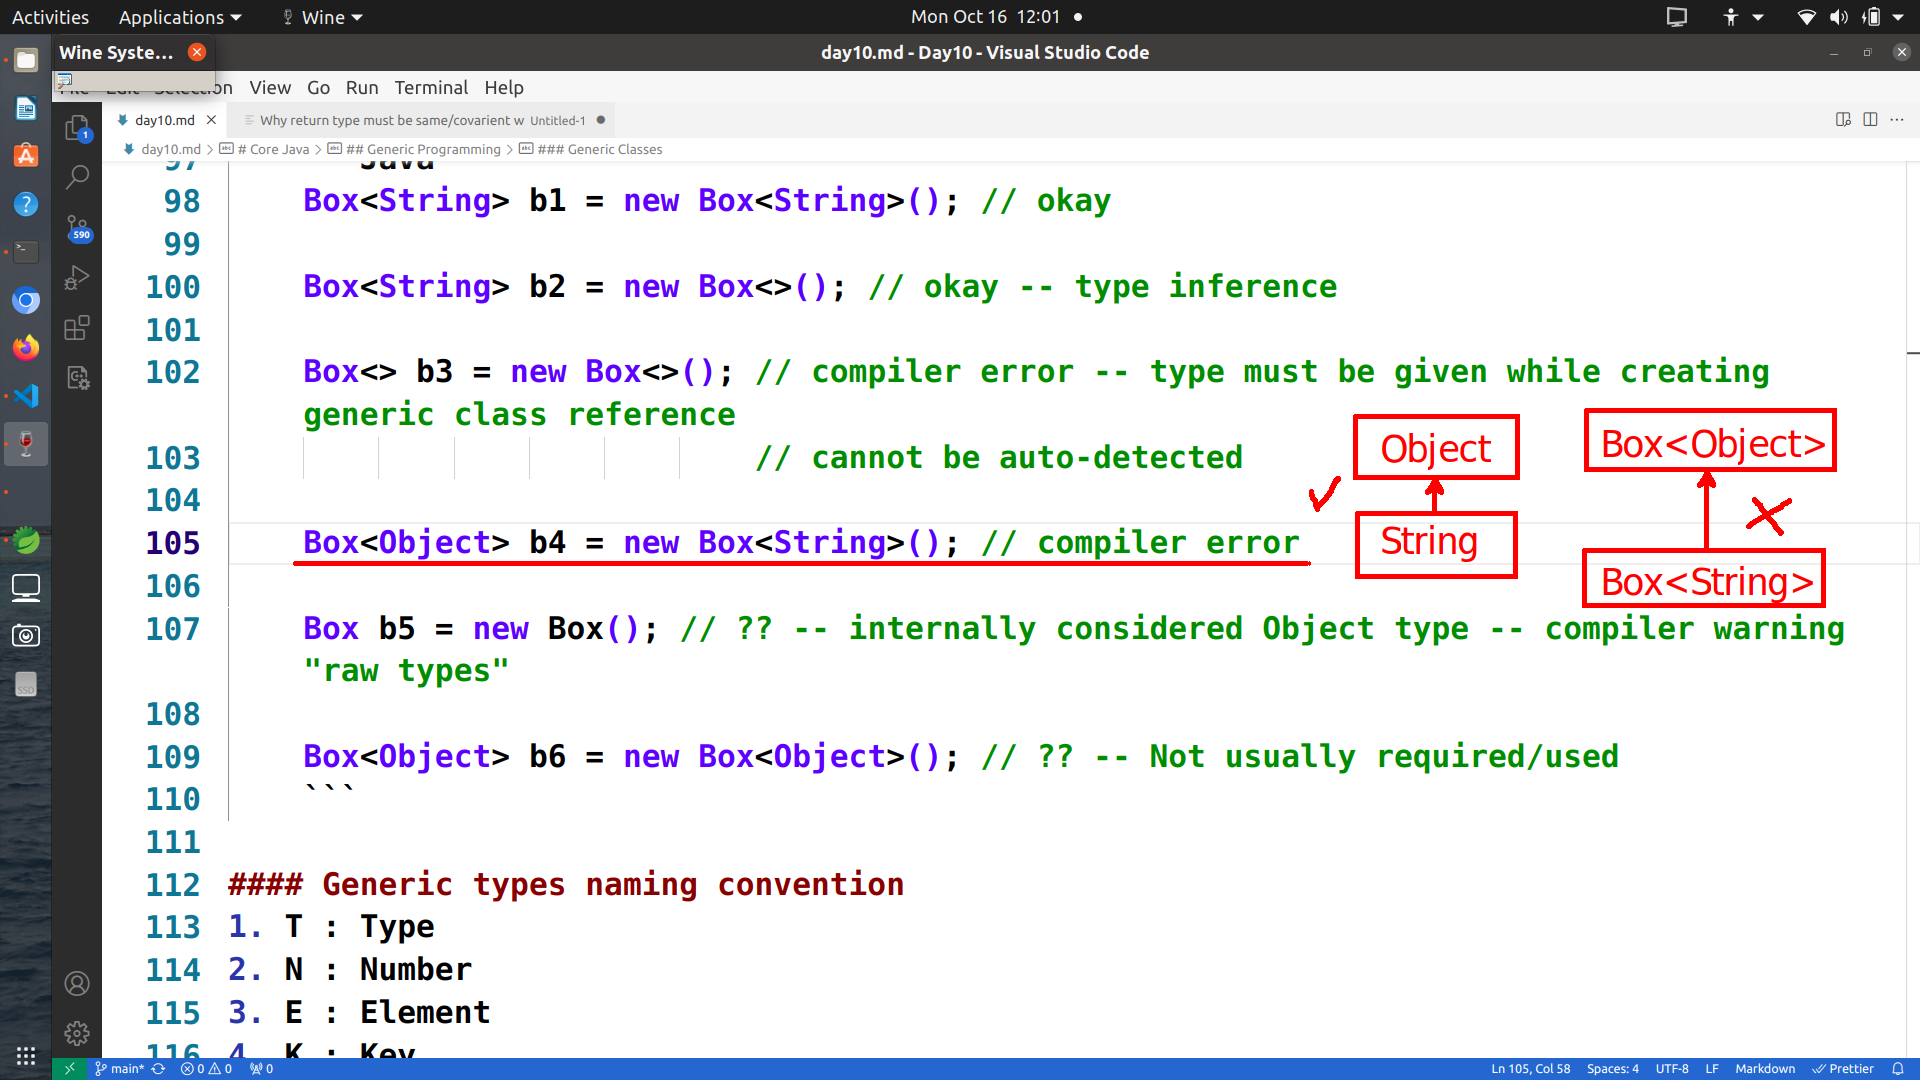 Activities Applications Wine Mon Oct 16 12:01
Wine Syste...
day10.md - Day10 - Visual Studio Code
View Go Run Terminal Help
day10.md Why return type must be same/covarient w Untitled-1
day10.md > # Core Java > ## Generic Programming > ### Generic Classes
1
590
98 Box<String> b1 = new Box<String>(); // okay
99
100 Box<String> b2 = new Box<>(); // okay -- type inference
101
102 Box<> b3 = new Box<>(); // compiler error -- type must be given while creating
generic class reference
103 // cannot be auto-detected
104
105 Box<Object> b4 = new Box<String>(); // compiler error
106
107 Box b5 = new Box(); // ?? -- internally considered Object type -- compiler warning
"raw types"
108
109 Box<Object> b6 = new Box<Object>(); // ?? -- Not usually required/used
110 ```
111
112 #### Generic types naming convention
113 1. T : Type
114 2. N : Number
115 3. E : Element
116 4. K : Key
Object
String
Box<Object>
Box<String>
SSD
main* 0 0 0 Ln 105, Col 58 Spaces: 4 UTF-8 LF Markdown Prettier